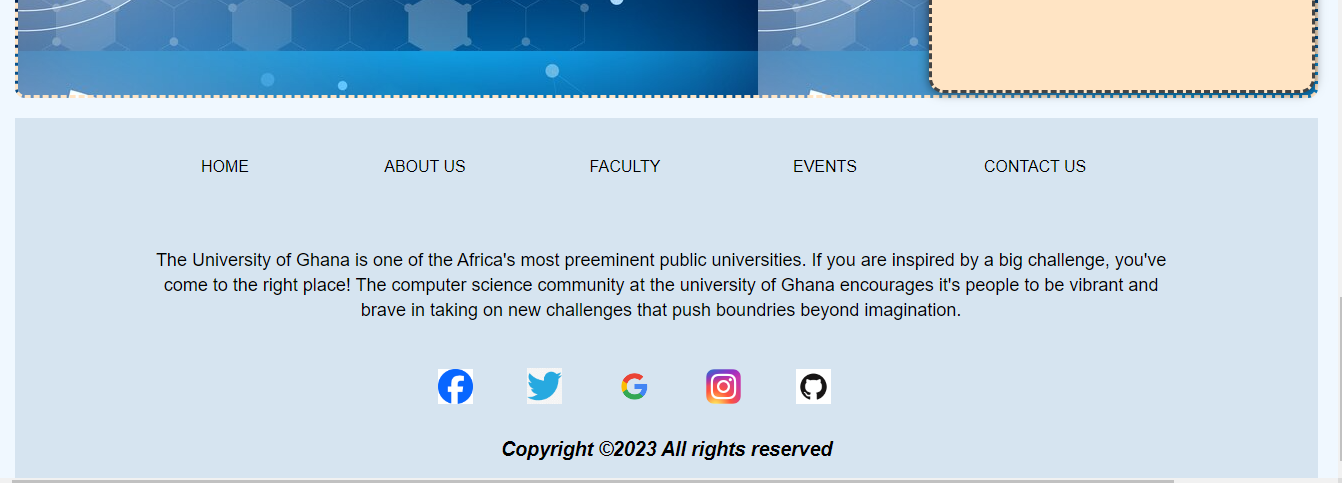 HOME ABOUT US FACULTY EVENTS CONTACT US
The University of Ghana is one of the Africa's most preeminent public universities. If you are inspired by a big challenge, you've
come to the right place! The computer science community at the university of Ghana encourages it's people to be vibrant and
brave in taking on new challenges that push boundries beyond imagination.
Copyright ©2023 All rights reserved